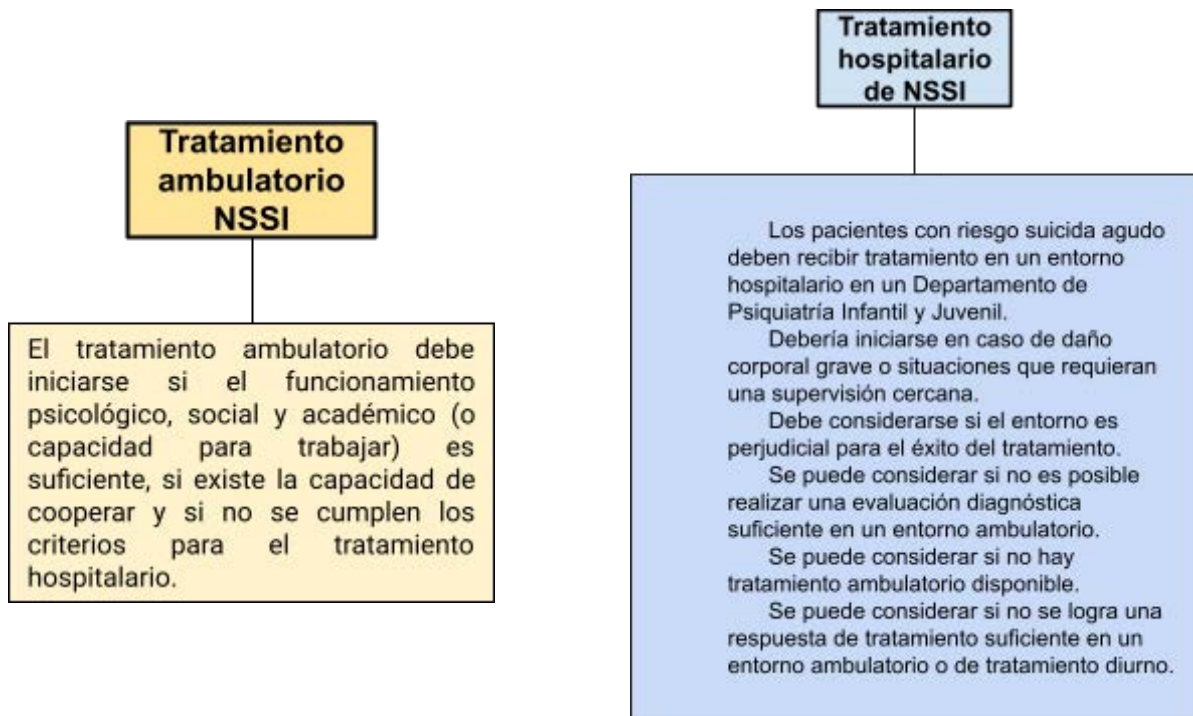 Tratamiento
ambulatorio
NSSI
El tratamiento ambulatorio debe
iniciarse si el funcionamiento
psicológico, social y académico (o
capacidad para trabajar) es
suficiente, si existe la capacidad de
cooperar y si no se cumplen los
criterios para el tratamiento
hospitalario.
Tratamiento
hospitalario
de NSSI
Los pacientes con riesgo suicida agudo
deben recibir tratamiento en un entorno
hospitalario en un Departamento de
Psiquiatría Infantil y Juvenil.
Debería iniciarse en caso de daño
corporal grave o situaciones que requieran
una supervisión cercana.
Debe considerarse si el entorno es
perjudicial para el éxito del tratamiento.
Se puede considerar si no es posible
realizar una evaluación diagnóstica
suficiente en un entorno ambulatorio.
Se puede considerar si no hay
tratamiento ambulatorio disponible.
Se puede considerar si no se logra una
respuesta de tratamiento suficiente en un
entorno ambulatorio o de tratamiento diurno.